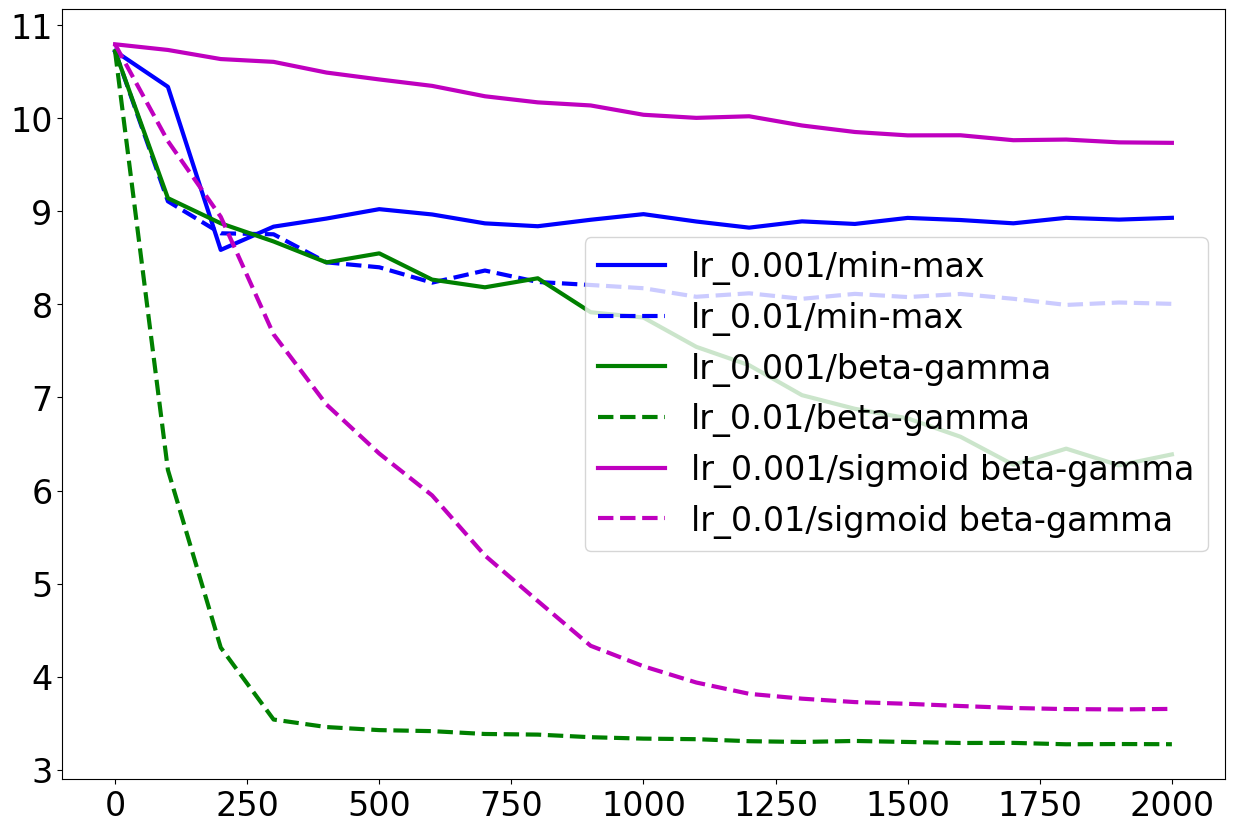 11
10
9
8
7
6
5
4
3
lr_0.001/min-max
lr_0.01/min-max
lr_0.001/beta-gamma
lr_0.01/beta-gamma
lr_0.001/sigmoid beta-gamma
lr_0.01/sigmoid beta-gamma
0 250 500 750 1000 1250 1500 1750 2000